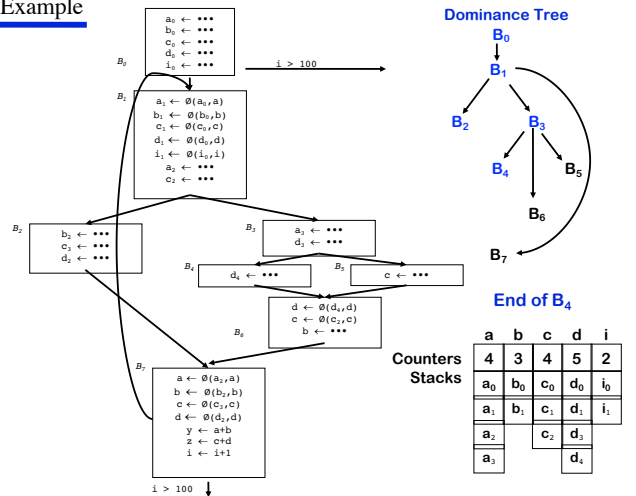 Example
B₀
a₀ ← •••
b₀ ← •••
c₀ ← •••
d₀ ← •••
i₀ ← •••
i > 100
B₁
a₁ ← Ø(a₀,a)
b₁ ← Ø(b₀,b)
c₁ ← Ø(c₀,c)
d₁ ← Ø(d₀,d)
i₁ ← Ø(i₀,i)
a₂ ← •••
c₂ ← •••
B₂
b₂ ← •••
c₃ ← •••
d₂ ← •••
B₃
a₃ ← •••
d₃ ← •••
B₄
d₄ ← •••
B₅
c ← •••
B₆
d ← Ø(d₄,d)
c ← Ø(c₂,c)
b ← •••
B₇
a ← Ø(a₂,a)
b ← Ø(b₂,b)
c ← Ø(c₃,c)
d ← Ø(d₂,d)
y ← a+b
z ← c+d
i ← i+1
i > 100
Dominance Tree
B₀
B₁
B₂ B₃
B₄ B₅
B₆
B₇
End of B₄
a b c d i
Counters 4 3 4 5 2
Stacks a₀ b₀ c₀ d₀ i₀
a₁ b₁ c₁ d₁ i₁
a₂ c₂ d₃
a₃ d₄